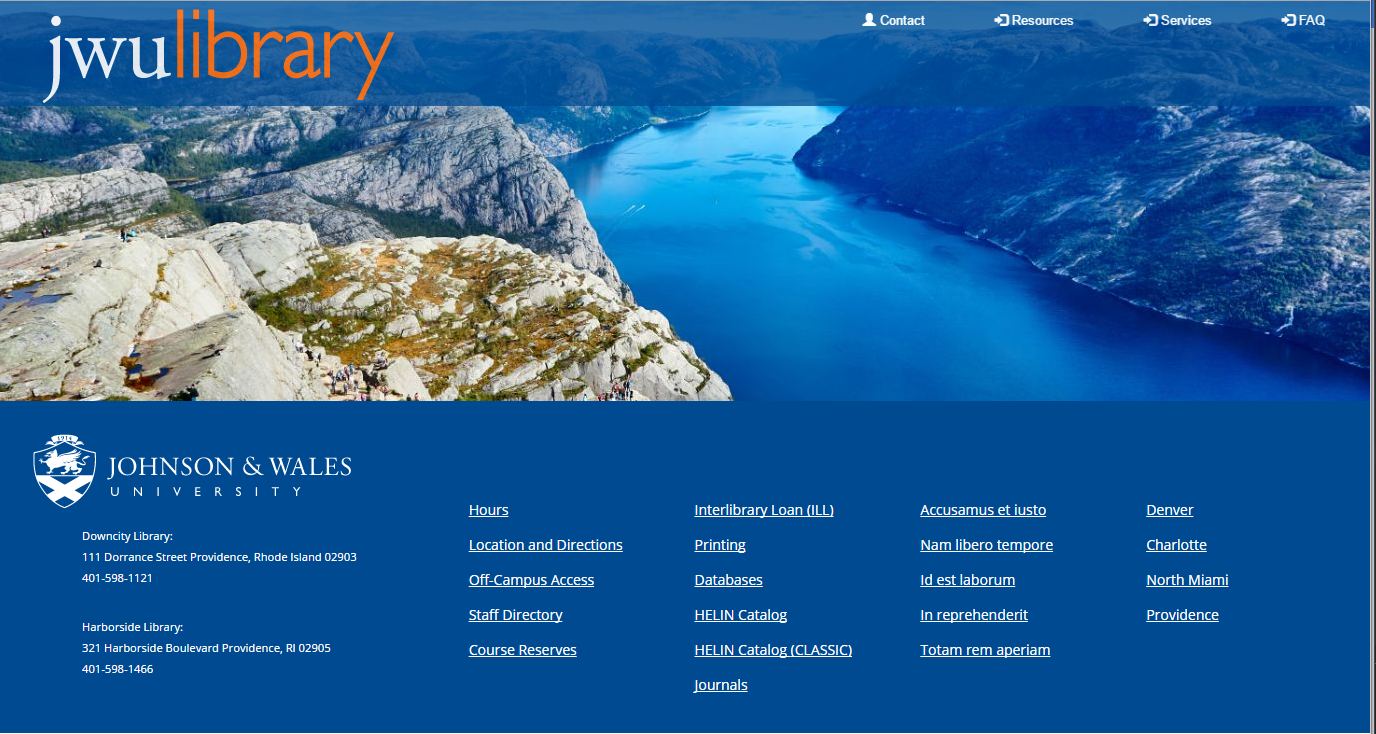 jwulibrary
Contact
Resources
Services
FAQ
JOHNSON & WALES
UNIVERSITY
Downcity Library:
111 Dorrance Street Providence, Rhode Island 02903
401-598-1121
Harborside Library:
321 Harborside Boulevard Providence, RI 02905
401-598-1466
Hours
Location and Directions
Off-Campus Access
Staff Directory
Course Reserves
Interlibrary Loan (ILL)
Printing
Databases
HELIN Catalog
HELIN Catalog (CLASSIC)
Journals
Accusamus et iusto
Nam libero tempore
Id est laborum
In reprehenderit
Totam rem aperiam
Denver
Charlotte
North Miami
Providence